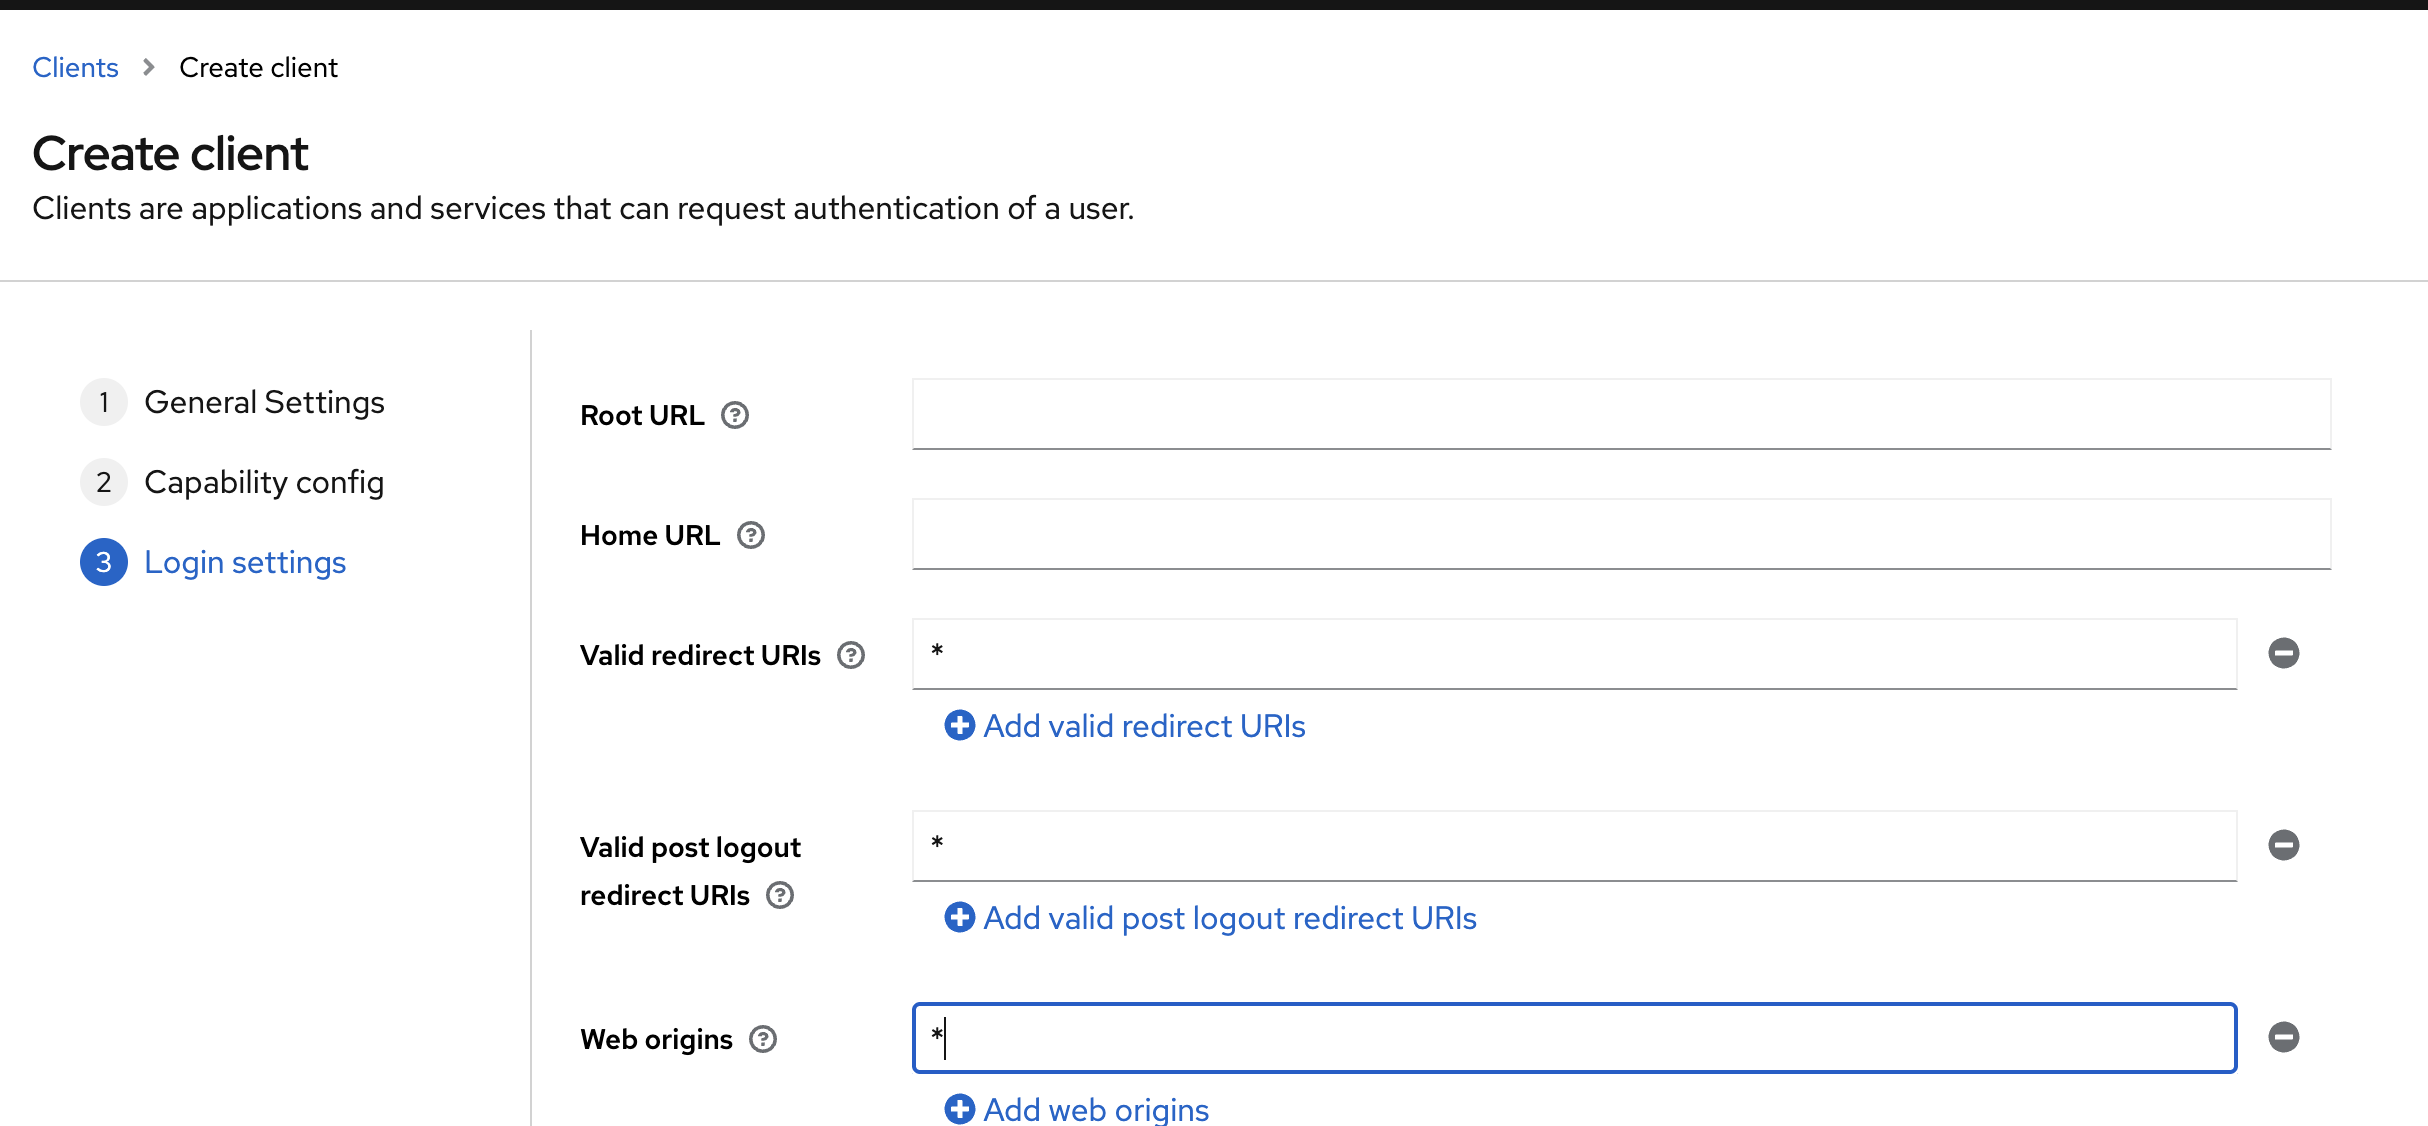 Clients > Create client
Create client
Clients are applications and services that can request authentication of a user.
1 General Settings
2 Capability config
3 Login settings
Root URL
Home URL
Valid redirect URIs
*
Add valid redirect URIs
Valid post logout
redirect URIs
*
Add valid post logout redirect URIs
Web origins
*
Add web origins